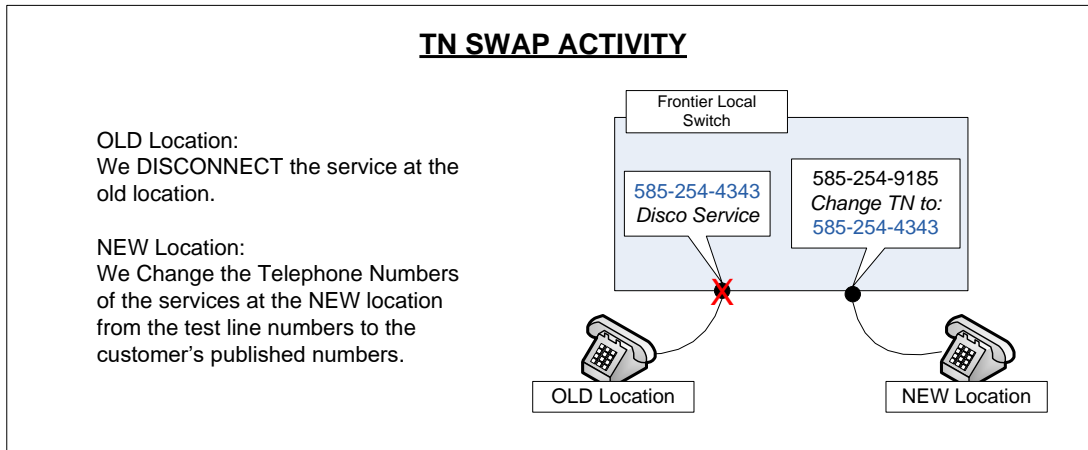 TN SWAP ACTIVITY
OLD Location:
We DISCONNECT the service at the
old location.
NEW Location:
We Change the Telephone Numbers
of the services at the NEW location
from the test line numbers to the
customer’s published numbers.
Frontier Local
Switch
585-254-4343
Disco Service
585-254-9185
Change TN to:
585-254-4343
X
OLD Location
NEW Location